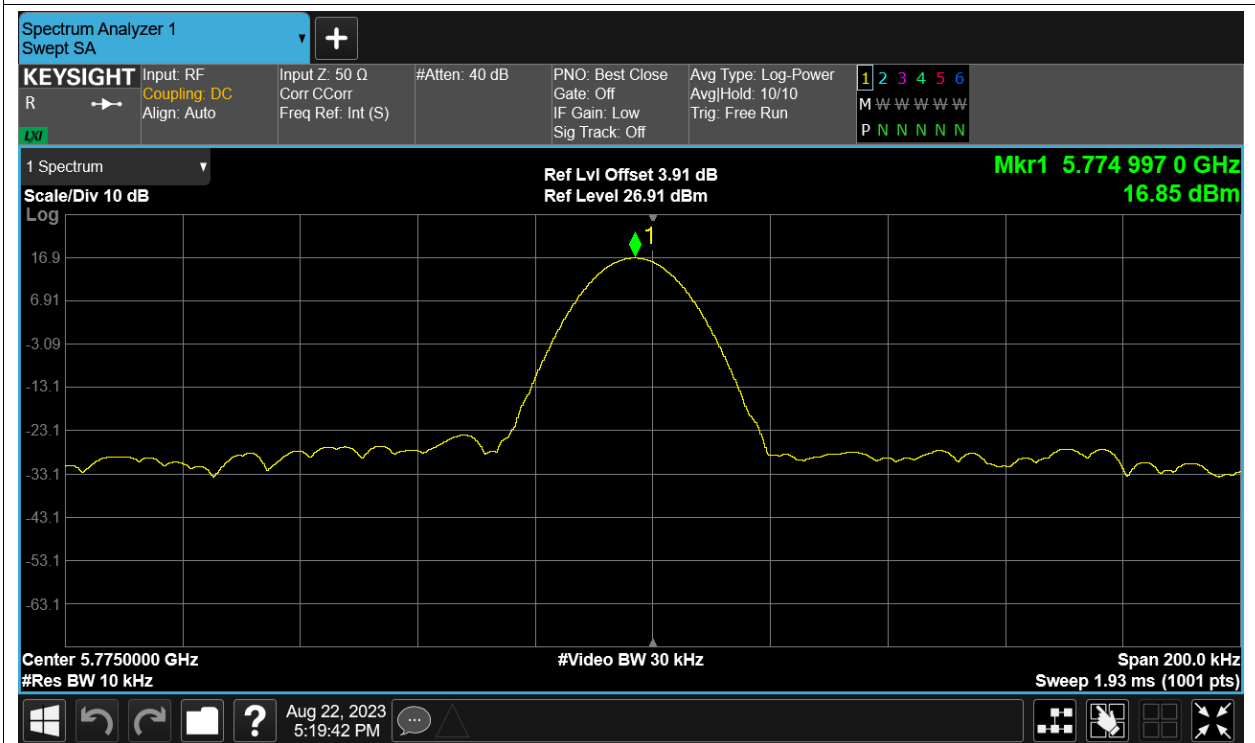 Spectrum Analyzer 1
Swept SA
KEYSIGHT
R
LXI
Input: RF
Coupling: DC
Align: Auto
Input Z: 50 Ω
Corr CCorr
Freq Ref: Int (S)
#Atten: 40 dB
PNO: Best Close
Gate: Off
IF Gain: Low
Sig Track: Off
Avg Type: Log-Power
Avg|Hold: 10/10
Trig: Free Run
1 2 3 4 5 6
M W W W W W
P N N N N N
1 Spectrum
Scale/Div 10 dB
Log
Ref Lvl Offset 3.91 dB
Ref Level 26.91 dBm
Mkr1 5.774 997 0 GHz
16.85 dBm
1
16.9
6.91
-3.09
-13.1
-23.1
-33.1
-43.1
-53.1
-63.1
Center 5.7750000 GHz
#Res BW 10 kHz
#Video BW 30 kHz
Span 200.0 kHz
Sweep 1.93 ms (1001 pts)
?
Aug 22, 2023
5:19:42 PM